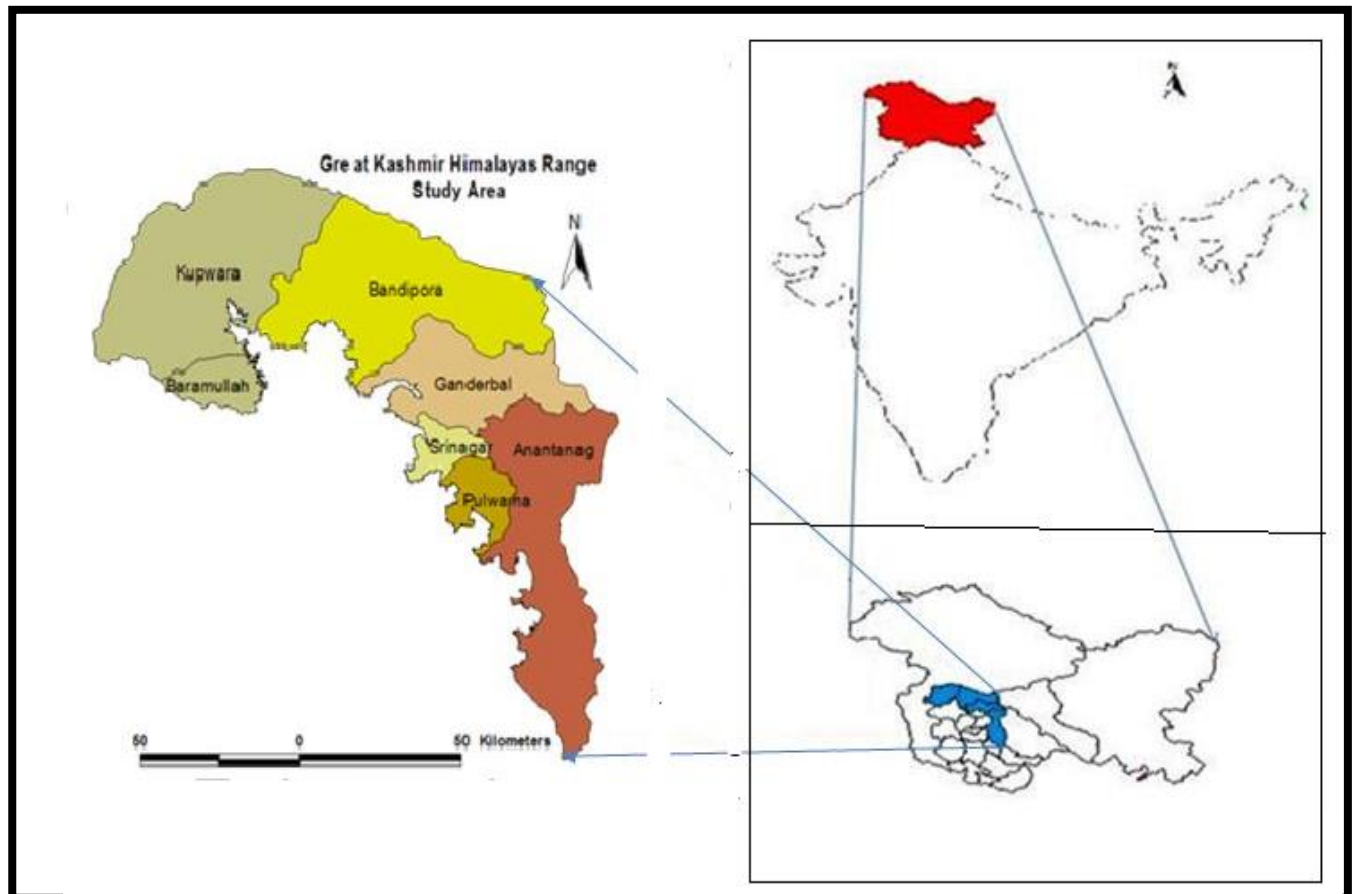 Gre at Kashmir Himalayas Range
Study Area
N
N
Kupwara
Bandipora
Baramullah
Ganderbal
Srinagar
Anantanag
Pulwama
50 0 50 Kilometers